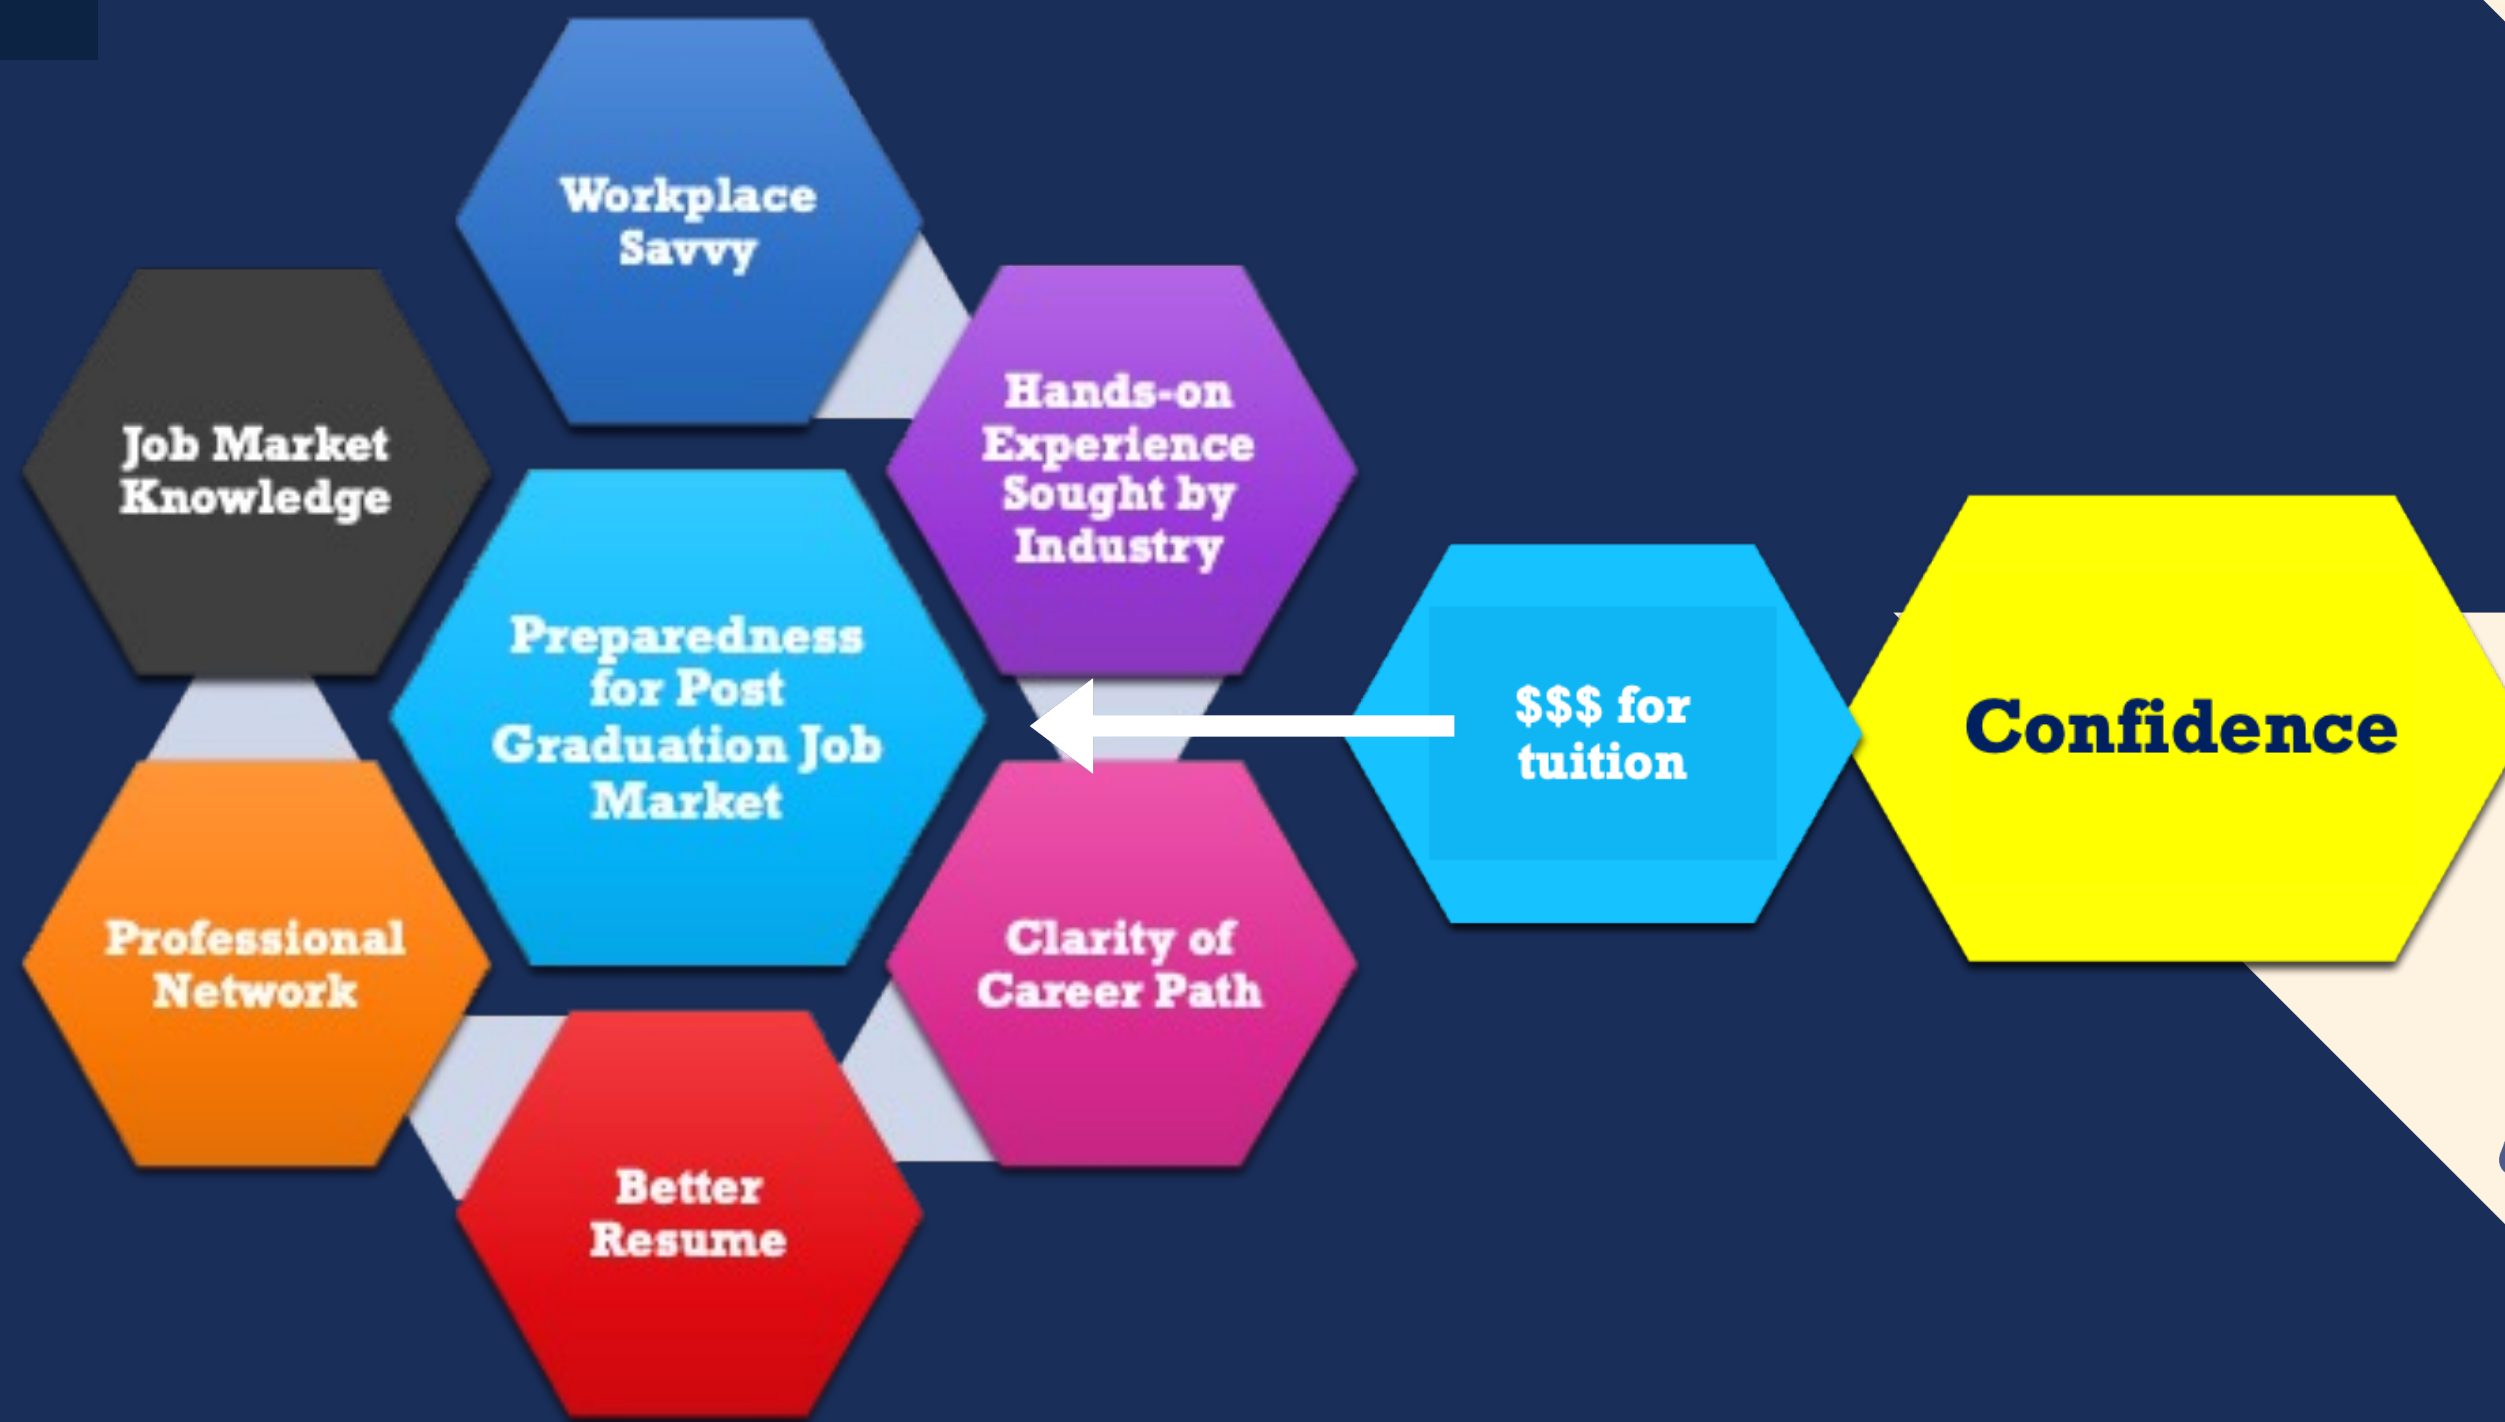 Workplace
Savvy
Job Market
Knowledge
Hands-on
Experience
Sought by
Industry
Preparedness
for Post
Graduation Job
Market
$$$ for
tuition
Confidence
Professional
Network
Clarity of
Career Path
Better
Resume